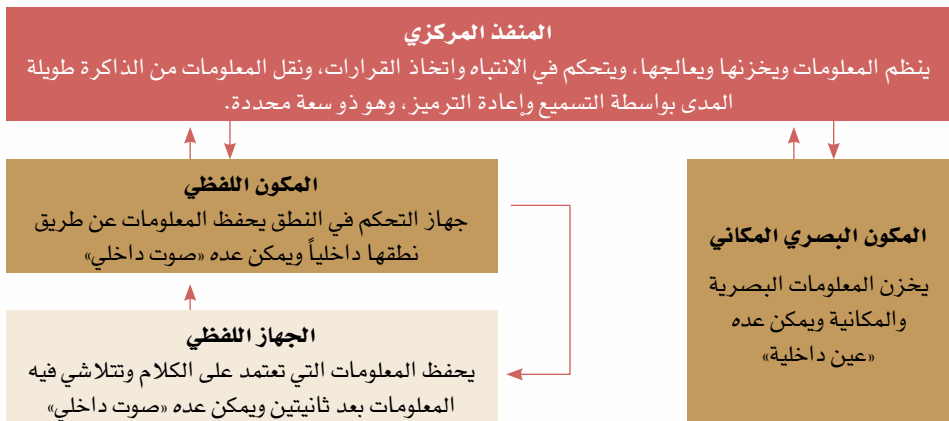 المنفذ المركزي
ينظم المعلومات ويخزنها ويعالجها، ويتحكم في الانتباه واتخاذ القرارات، ونقل المعلومات من الذاكرة طويلة
المدى بواسطة التسميع وإعادة الترميز، وهو ذو سعة محددة.
المكون اللفظي
جهاز التحكم في النطق يحفظ المعلومات عن طريق
نطقها داخلياً ويمكن عده «صوت داخلي»
الجهاز اللفظي
يحفظ المعلومات التي تعتمد على الكلام وتتلاشي فيه
المعلومات بعد ثانيتين ويمكن عده «صوت داخلي»
المكون البصري المكاني
يخزن المعلومات البصرية
والمكانية ويمكن عده
«عين داخلية»